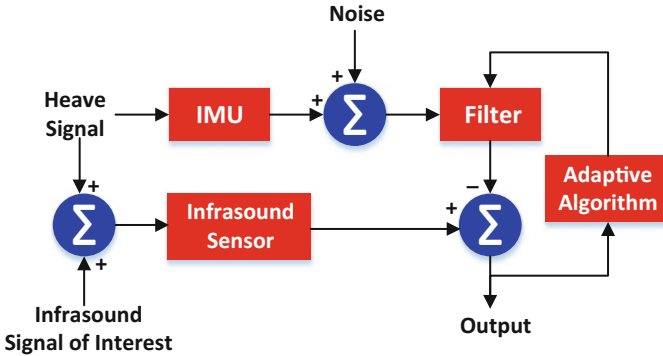 Noise
+
Heave
Signal
IMU
+
Σ
Filter
Adaptive
Algorithm
+
Σ
Infrasound
Sensor
−
+
Σ
+
Infrasound
Signal of Interest
Output